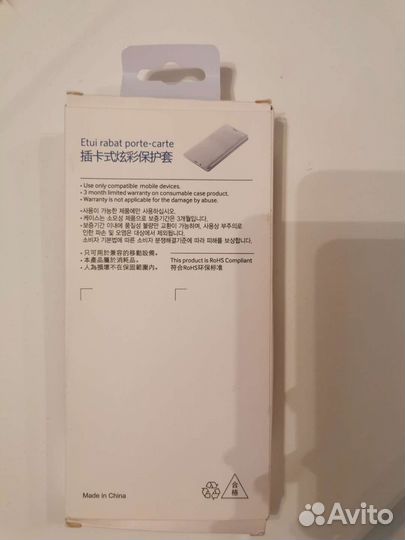 Etui rabat porte-carte
插卡式炫彩保护套
• Use only compatible mobile devices.
• 3 month limited warranty on consumable case product.
• Warranty is not applicable for the damage by abuse.
• 사용이 가능한 제품에만 사용하십시오.
• 케이스는 소모성 제품으로 보증기간은 3개월입니다.
• 보증기간 이내에 품질상 불량만 교환이 가능하며, 사용상 부주의로
인한 파손 및 오염은 대상에서 제외됩니다.
소비자 기본법에 따른 소비자 분쟁해결기준에 따라 피해를 보상합니다.
• 只可用於兼容的移動設備。
• 本產品屬於消耗品。
• 人為損壞不在保固範圍內。
This product is RoHS Compliant
符合RoHS环保标准
Made in China
合格
Avito